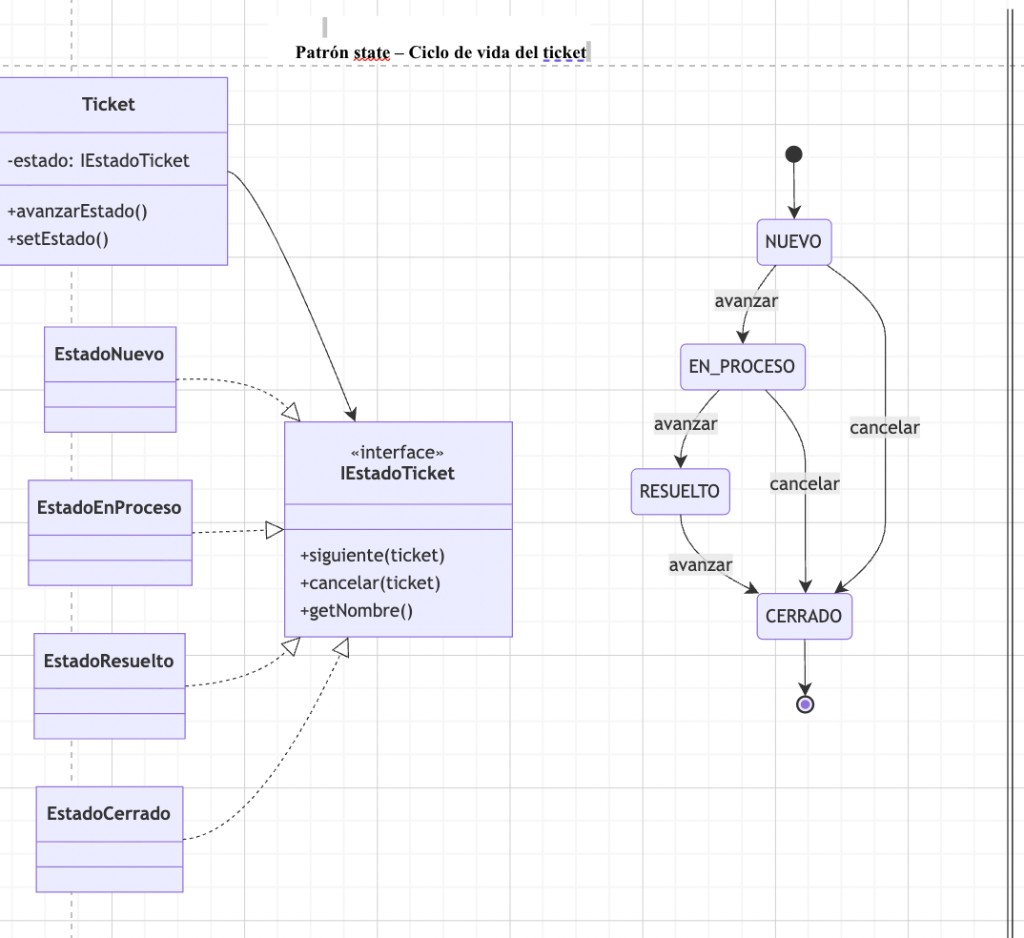 Patrón state – Ciclo de vida del ticket
Ticket
-estado: IEstadoTicket
+avanzarEstado()
+setEstado()
EstadoNuevo
EstadoEnProceso
EstadoResuelto
EstadoCerrado
«interface»
IEstadoTicket
+siguiente(ticket)
+cancelar(ticket)
+getNombre()
NUEVO
avanzar
EN_PROCESO
avanzar
cancelar
RESUELTO
cancelar
avanzar
CERRADO